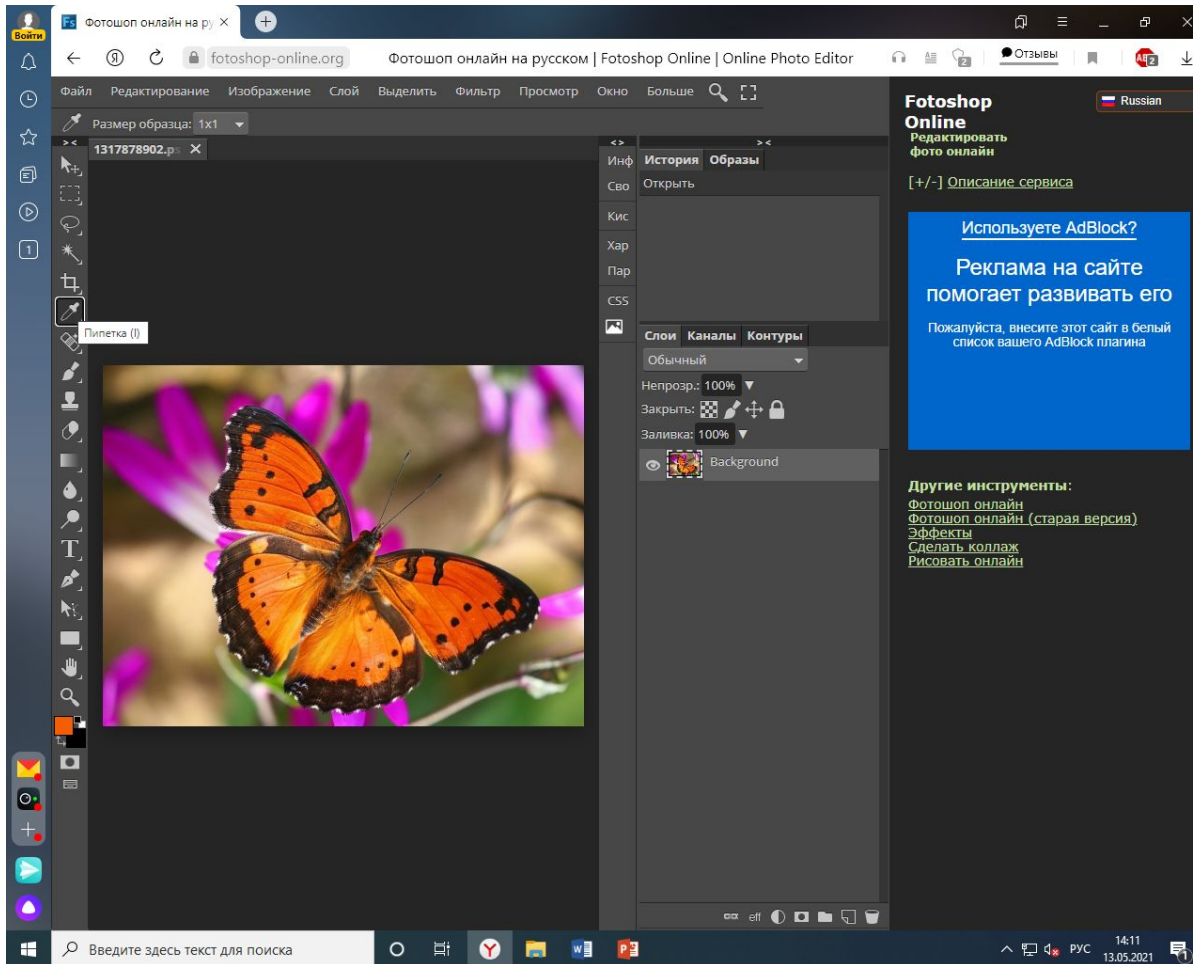 Войти
Fs Фотошоп онлайн на ру
Я fotoshop-online.org Фотошоп онлайн на русском | Fotoshop Online | Online Photo Editor 2 Отзывы 2
1
Файл Редактирование Изображение Слой Выделить Фильтр Просмотр Окно Больше
Размер образца: 1x1
1317878902.ps
Пипетка (I)
T
Инф
Сво
Кис
Хар
Пар
CSS
История Образы
Открыть
Слои Каналы Контуры
Обычный
Непрозр.: 100%
Закрыть:
Заливка: 100%
Background
eff
Fotoshop
Online
Russian
Редактировать
фото онлайн
[+/-] Описание сервиса
Используете AdBlock?
Реклама на сайте
помогает развивать его
Пожалуйста, внесите этот сайт в белый
список вашего AdBlock плагина
Другие инструменты:
Фотошоп онлайн
Фотошоп онлайн (старая версия)
Эффекты
Сделать коллаж
Рисовать онлайн
Введите здесь текст для поиска
РУС
14:11
13.05.2021
1